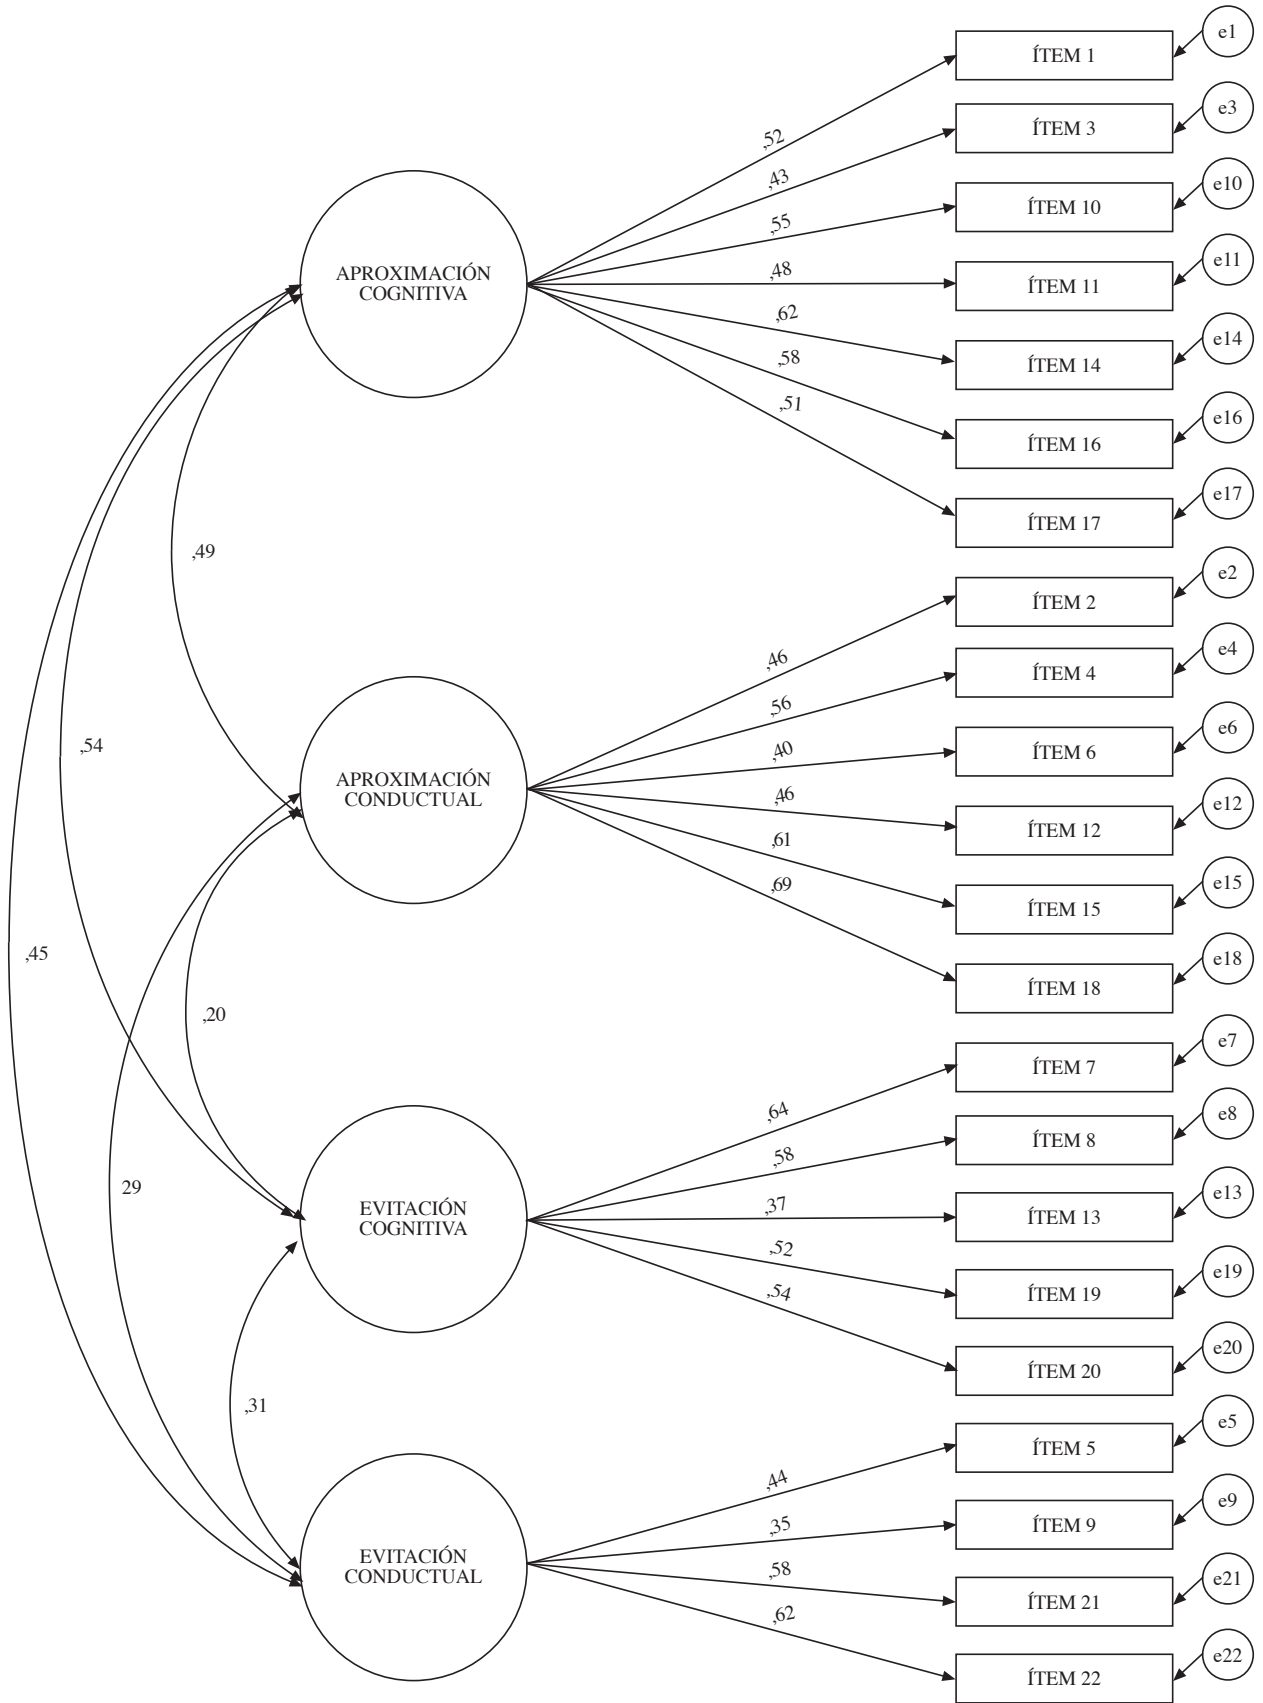 e1
ÍTEM 1
e3
,52
ÍTEM 3
,43
e10
ÍTEM 10
,55
APROXIMACIÓN
COGNITIVA
,48
e11
ÍTEM 11
,62
e14
ÍTEM 14
,58
,51
e16
ÍTEM 16
e17
ÍTEM 17
,49
e2
ÍTEM 2
,46
e4
ÍTEM 4
,56
e6
,54
,40
ÍTEM 6
APROXIMACIÓN
CONDUCTUAL
,46
e12
ÍTEM 12
,61
e15
,69
ÍTEM 15
,45
e18
ÍTEM 18
,20
e7
ÍTEM 7
,64
e8
ÍTEM 8
,58
29
EVITACIÓN
COGNITIVA
,37
e13
ÍTEM 13
,52
e19
,54
ÍTEM 19
e20
ÍTEM 20
,31
e5
ÍTEM 5
,44
e9
,35
ÍTEM 9
EVITACIÓN
CONDUCTUAL
,58
e21
ÍTEM 21
,62
e22
ÍTEM 22